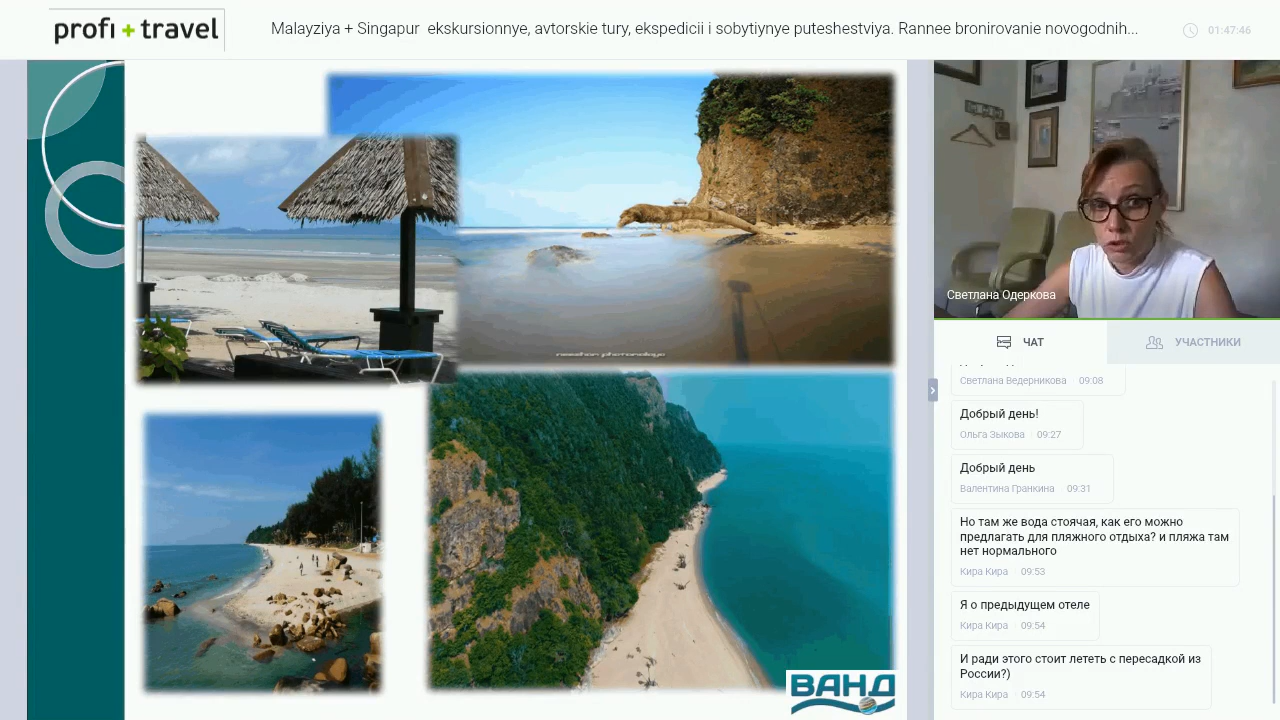 profi + travel
Malayziya + Singapur ekskursionnye, avtorskie tury, ekspedicii i sobytiynye puteshestviya. Rannee bronirovanie novogodnih...
01:47:46
Светлана Одеркова
ЧАТ
УЧАСТНИКИ
Светлана Ведерникова 09:08
Добрый день!
Ольга Зыкова 09:27
Добрый день
Валентина Гранкина 09:31
Но там же вода стоячая, как его можно
предлагать для пляжного отдыха? и пляжа там
нет нормального
Кира Кира 09:53
Я о предыдущем отеле
Кира Кира 09:54
И ради этого стоит лететь с пересадкой из
России?)
Кира Кира 09:54
ВАНД